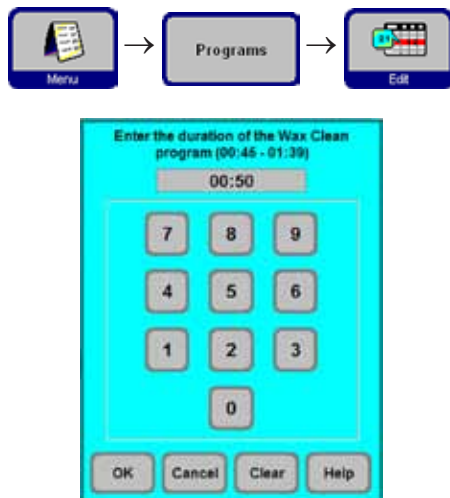 Menu → Programs → Edit
Enter the duration of the Wax Clean
program (00:45 - 01:39)
00:50
7 8 9
4 5 6
1 2 3
0
OK Cancel Clear Help